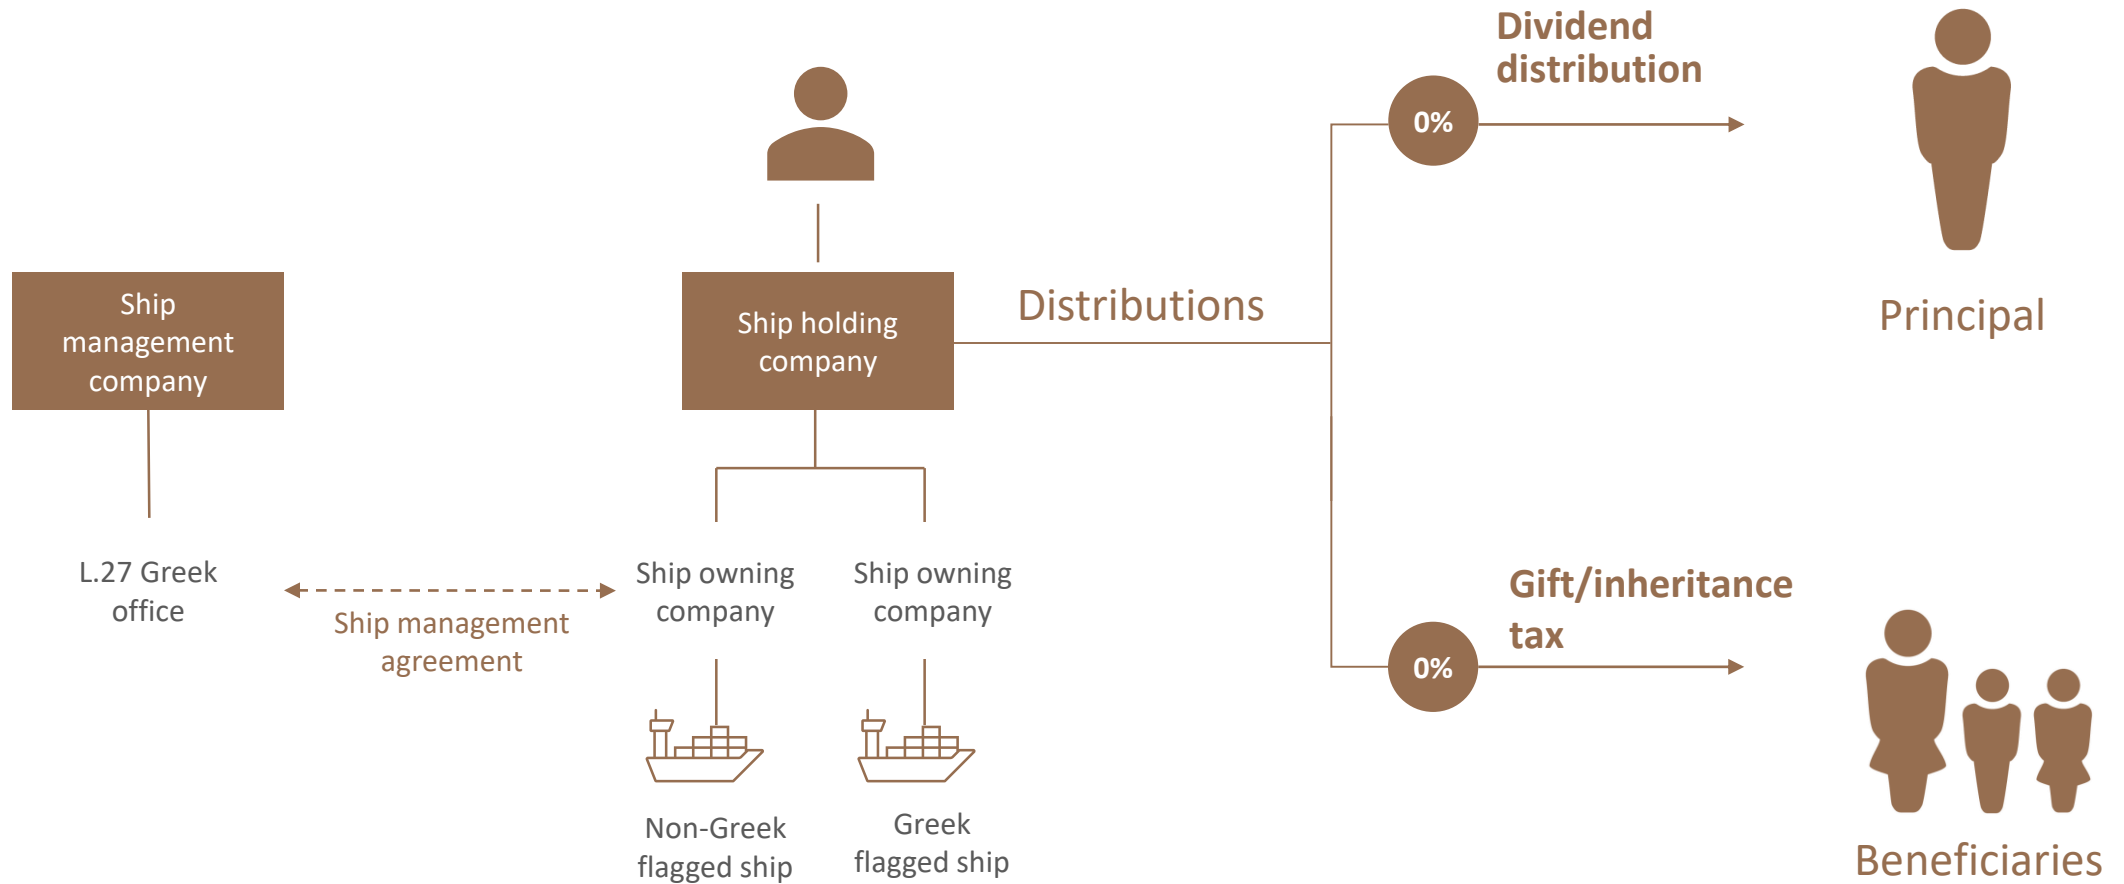 Dividend
distribution
0%
Ship
management
company
Ship holding
company
Distributions
Principal
L.27 Greek
office
Ship management
agreement
Ship owning
company
Ship owning
company
Gift/inheritance
tax
0%
Non-Greek
flagged ship
Greek
flagged ship
Beneficiaries